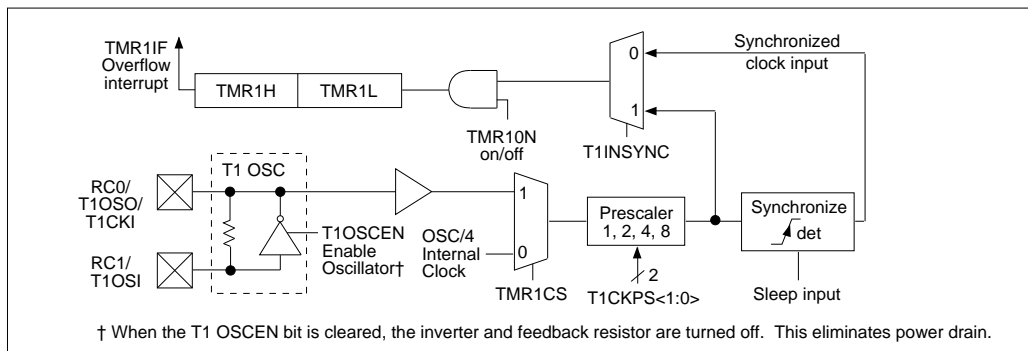 TMR1IF
Overflow
interrupt
TMR1H
TMR1L
TMR10N
on/off
0
1
T1INSYNC
Synchronized
clock input
T1 OSC
RC0/
T1OSO/
T1CKI
RC1/
T1OSI
T1OSCEN
Enable
Oscillator†
OSC/4
Internal
Clock
1
0
TMR1CS
Prescaler
1, 2, 4, 8
2
T1CKPS<1:0>
Synchronize
det
Sleep input
† When the T1 OSCEN bit is cleared, the inverter and feedback resistor are turned off. This eliminates power drain.